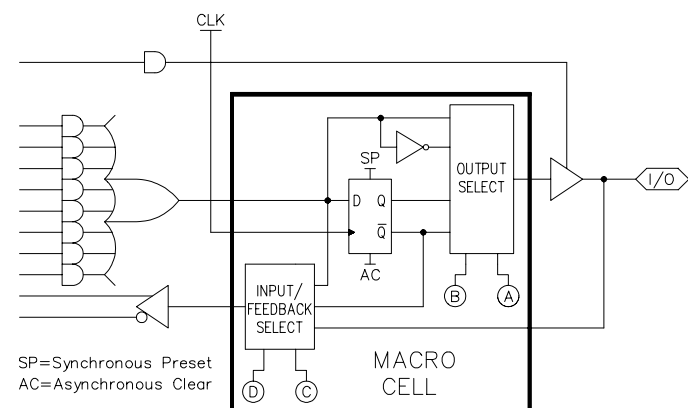 CLK
SP
D Q
Q̅
AC
OUTPUT
SELECT
I/O
B A
INPUT/
FEEDBACK
SELECT
D C
MACRO
CELL
SP=Synchronous Preset
AC=Asynchronous Clear